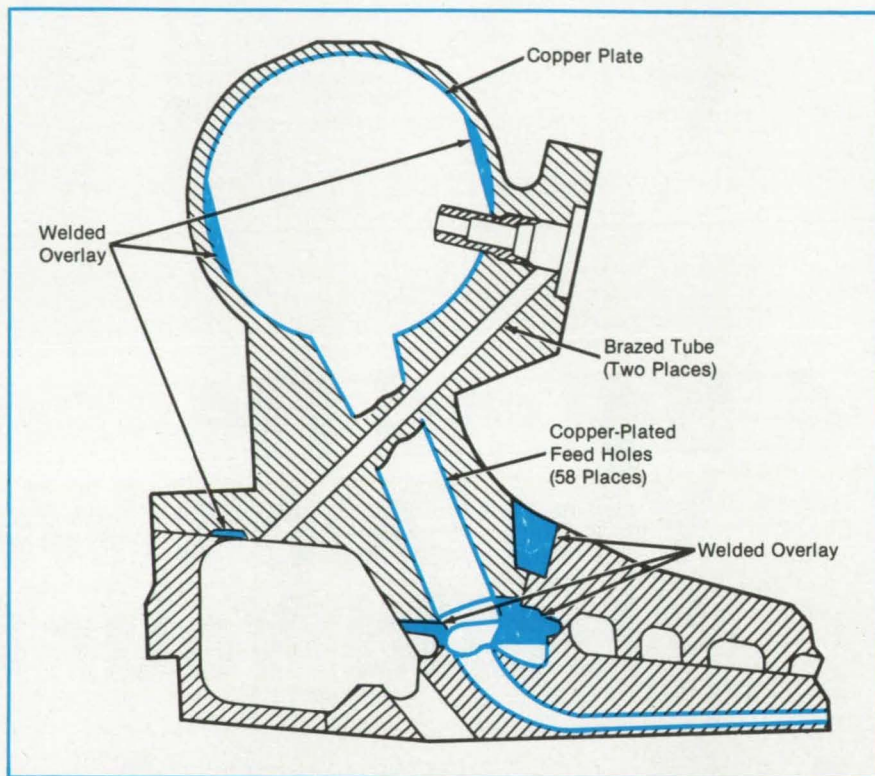 Copper Plate
Welded
Overlay
Brazed Tube
(Two Places)
Copper-Plated
Feed Holes
(58 Places)
Welded Overlay